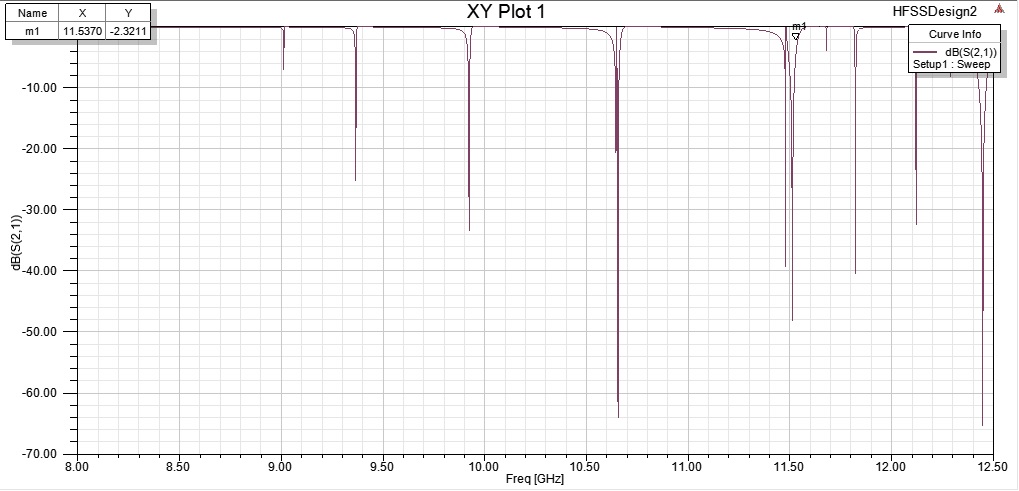 XY Plot 1
HFSSDesign2
Name X Y
m1 11.5370 -2.3211
m1
Curve Info
dB(S(2,1))
Setup1 : Sweep
-10.00
-20.00
-30.00
-40.00
-50.00
-60.00
-70.00
dB(S(2,1))
8.00 8.50 9.00 9.50 10.00 10.50 11.00 11.50 12.00 12.50
Freq [GHz]